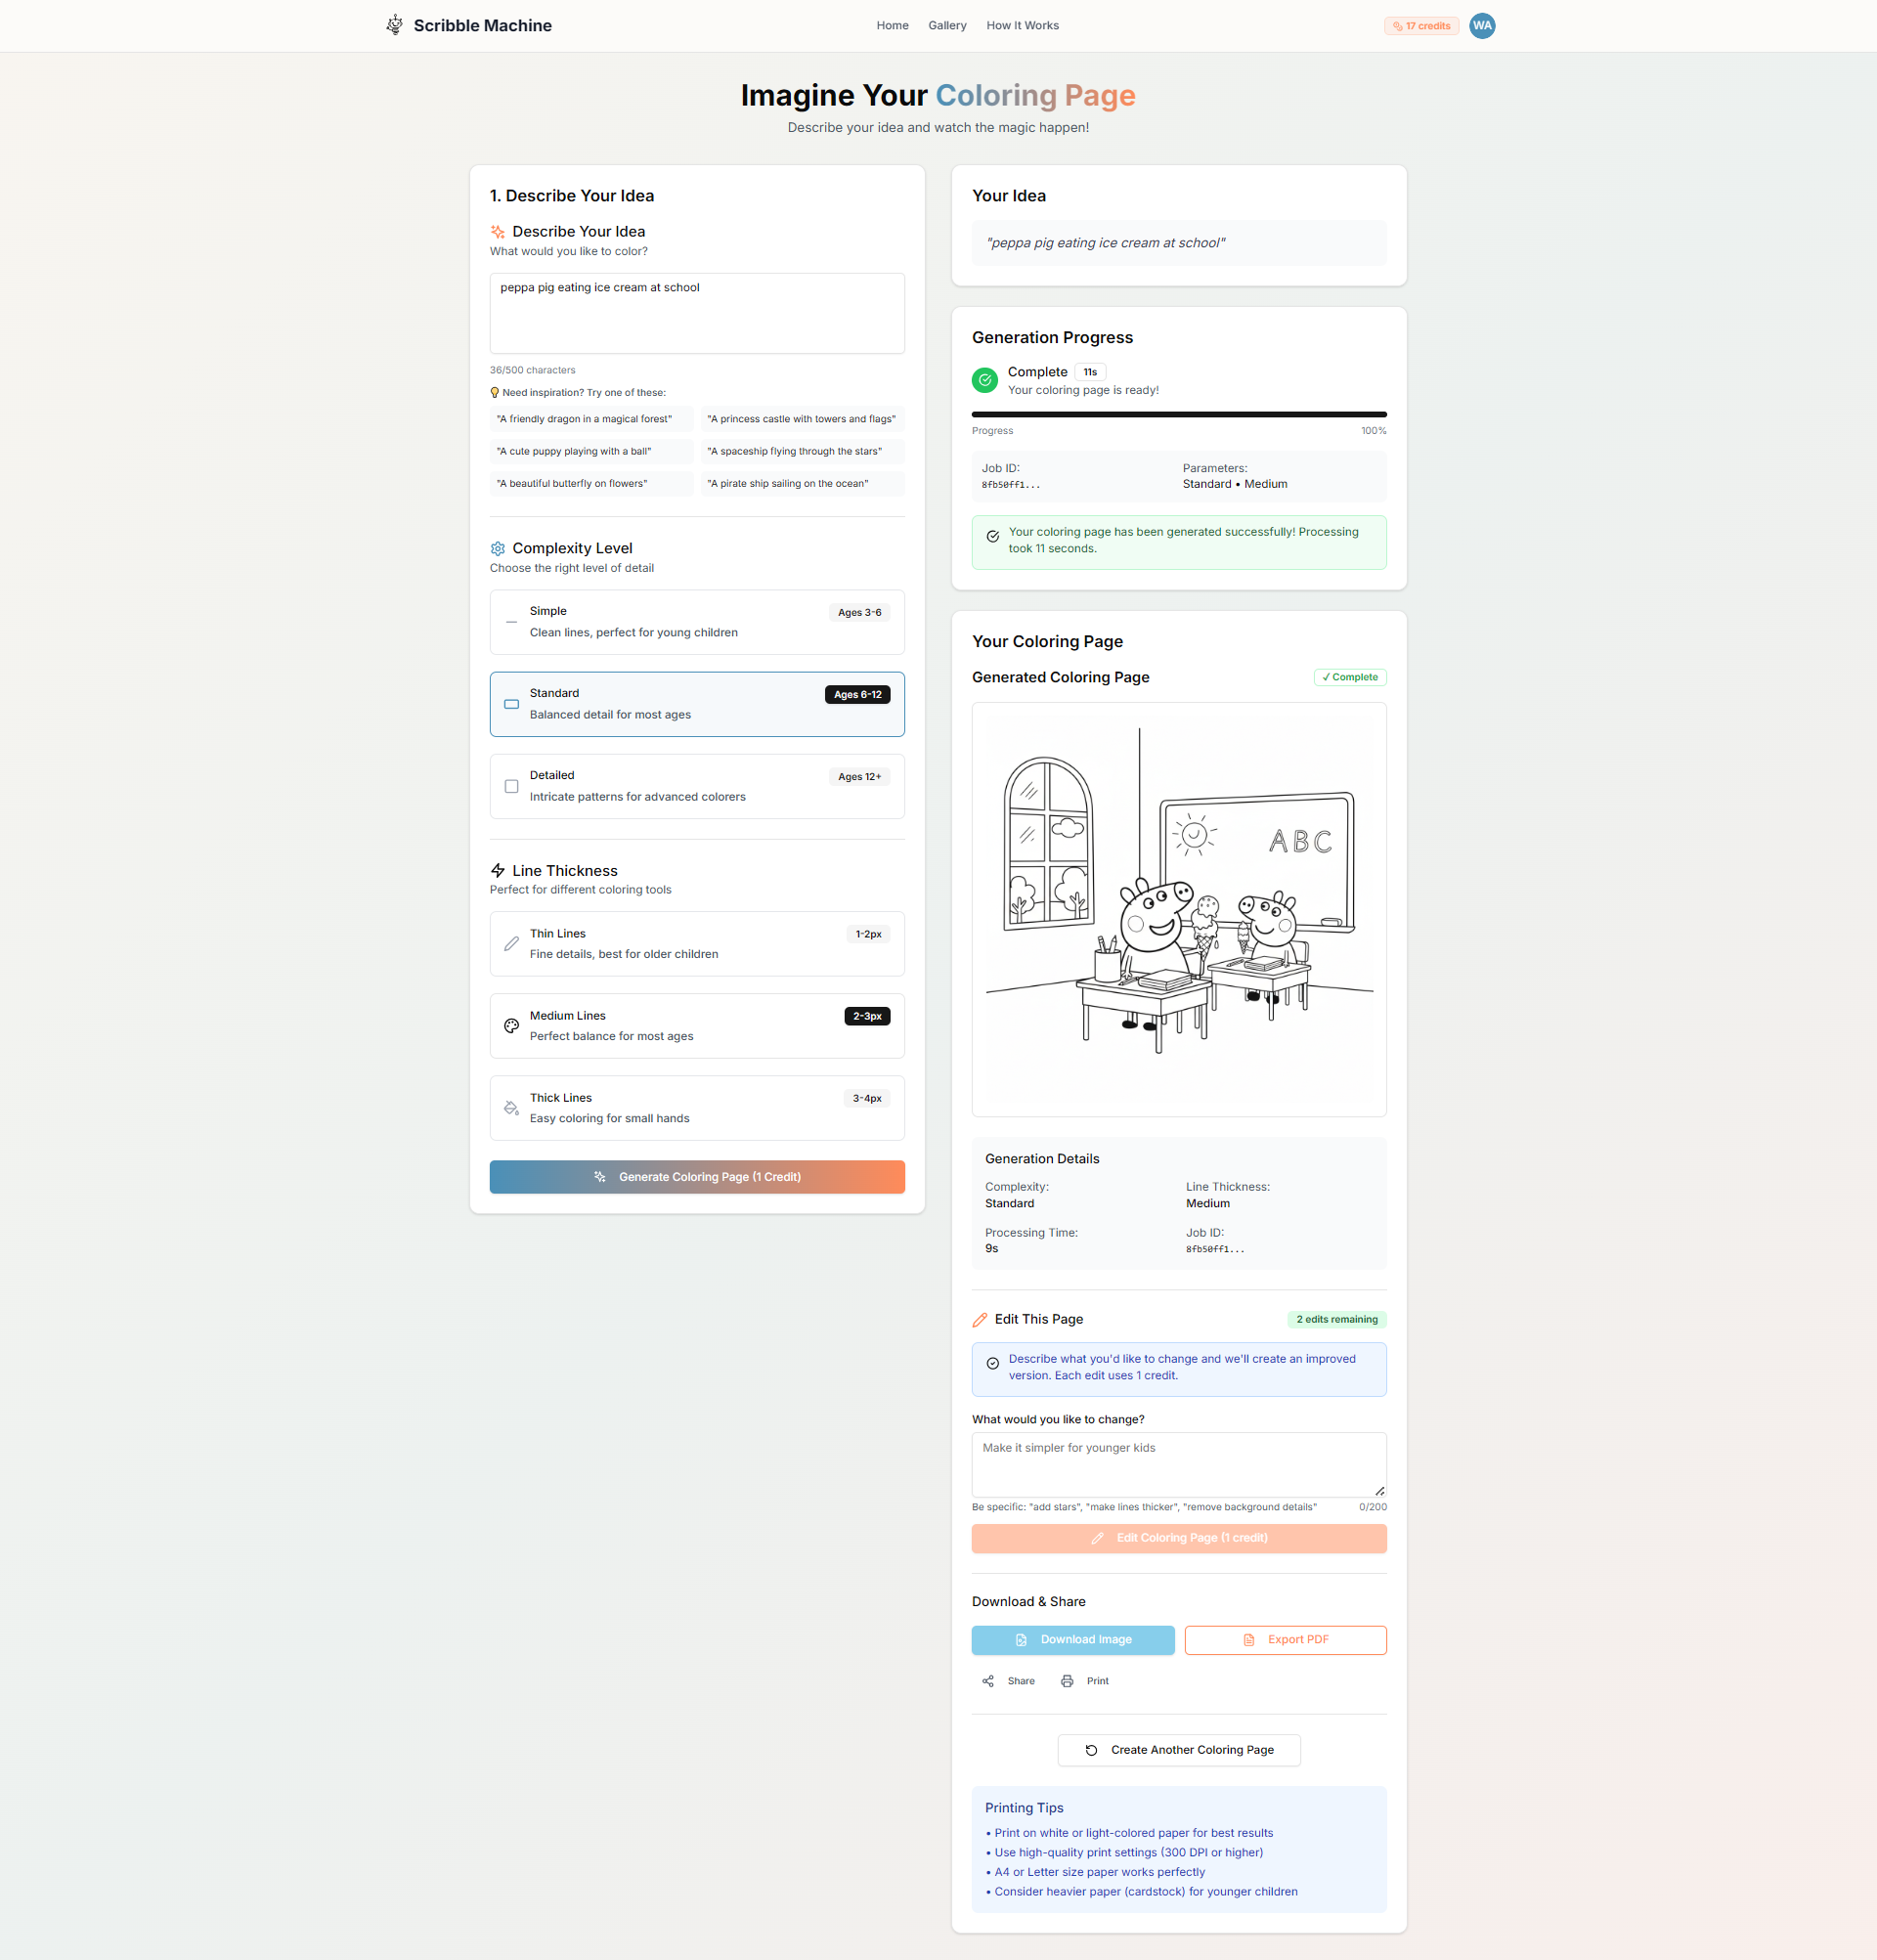 Scribble Machine
Home
Gallery
How It Works
17 credits
WA
Imagine Your Coloring Page
Describe your idea and watch the magic happen!
1. Describe Your Idea
Describe Your Idea
What would you like to color?
peppa pig eating ice cream at school
36/500 characters
Need inspiration? Try one of these:
"A friendly dragon in a magical forest"
"A princess castle with towers and flags"
"A cute puppy playing with a ball"
"A spaceship flying through the stars"
"A beautiful butterfly on flowers"
"A pirate ship sailing on the ocean"
Complexity Level
Choose the right level of detail
Simple
Ages 3-6
Clean lines, perfect for young children
Standard
Ages 6-12
Balanced detail for most ages
Detailed
Ages 12+
Intricate patterns for advanced colorers
Line Thickness
Perfect for different coloring tools
Thin Lines
1-2px
Fine details, best for older children
Medium Lines
2-3px
Perfect balance for most ages
Thick Lines
3-4px
Easy coloring for small hands
Generate Coloring Page (1 Credit)
Your Idea
"peppa pig eating ice cream at school"
Generation Progress
Complete
11s
Your coloring page is ready!
Progress
100%
Job ID:
8fb50ff1...
Parameters:
Standard • Medium
Your coloring page has been generated successfully! Processing
took 11 seconds.
Your Coloring Page
Generated Coloring Page
✓ Complete
ABC
Generation Details
Complexity:
Standard
Line Thickness:
Medium
Processing Time:
9s
Job ID:
8fb50ff1...
Edit This Page
2 edits remaining
Describe what you'd like to change and we'll create an improved
version. Each edit uses 1 credit.
What would you like to change?
Make it simpler for younger kids
Be specific: "add stars", "make lines thicker", "remove background details"
0/200
Edit Coloring Page (1 credit)
Download & Share
Download Image
Export PDF
Share
Print
Create Another Coloring Page
Printing Tips
• Print on white or light-colored paper for best results
• Use high-quality print settings (300 DPI or higher)
• A4 or Letter size paper works perfectly
• Consider heavier paper (cardstock) for younger children